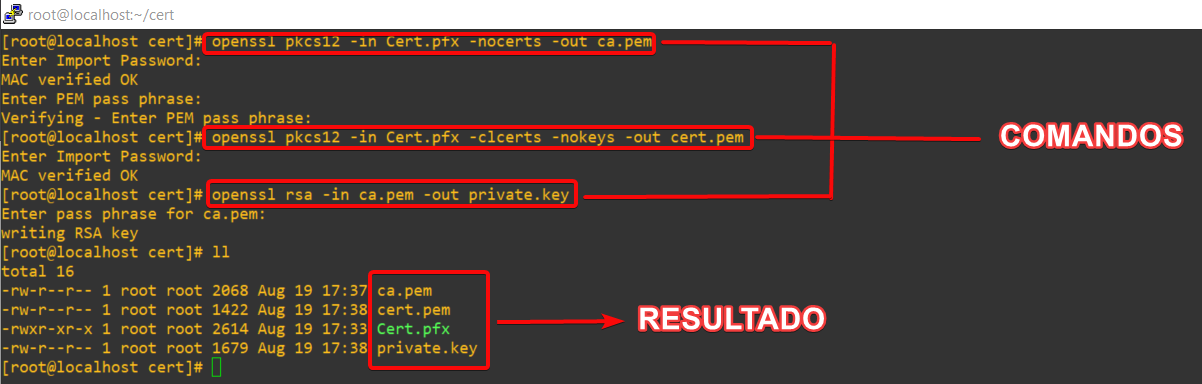 root@localhost:~/cert
[root@localhost cert]# openssl pkcs12 -in Cert.pfx -nocerts -out ca.pem
Enter Import Password:
MAC verified OK
Enter PEM pass phrase:
Verifying - Enter PEM pass phrase:
[root@localhost cert]# openssl pkcs12 -in Cert.pfx -clcerts -nokeys -out cert.pem
COMANDOS
Enter Import Password:
MAC verified OK
[root@localhost cert]# openssl rsa -in ca.pem -out private.key
Enter pass phrase for ca.pem:
writing RSA key
[root@localhost cert]# ll
total 16
-rw-r--r-- 1 root root 2068 Aug 19 17:37 ca.pem
-rw-r--r-- 1 root root 1422 Aug 19 17:38 cert.pem
-rwxr-xr-x 1 root root 2614 Aug 19 17:33 Cert.pfx
RESULTADO
-rw-r--r-- 1 root root 1679 Aug 19 17:38 private.key
[root@localhost cert]#